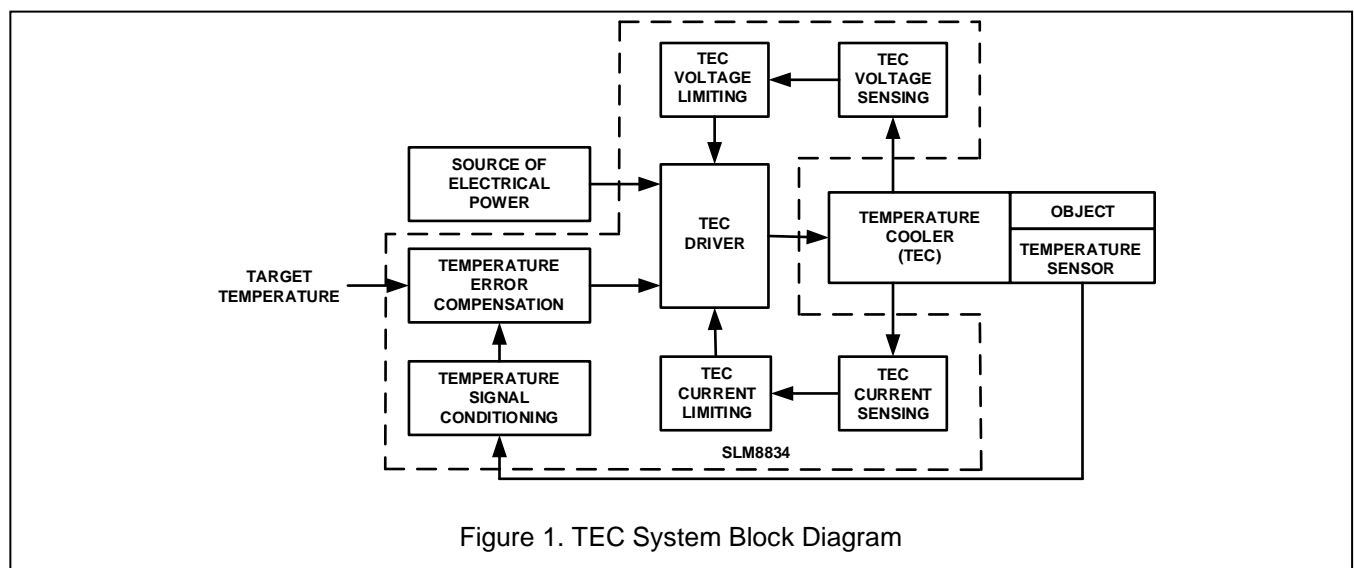 TEC
VOLTAGE
LIMITING
TEC
VOLTAGE
SENSING
SOURCE OF
ELECTRICAL
POWER
TEC
DRIVER
TEMPERATURE
COOLER
(TEC)
OBJECT
TEMPERATURE
SENSOR
TARGET
TEMPERATURE
TEMPERATURE
ERROR
COMPENSATION
TEMPERATURE
SIGNAL
CONDITIONING
TEC
CURRENT
LIMITING
TEC
CURRENT
SENSING
SLM8834
Figure 1. TEC System Block Diagram